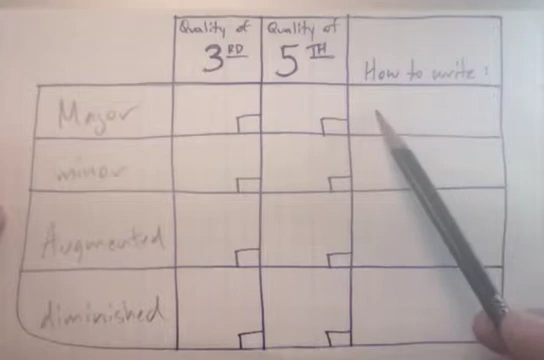 Quality of
3RD
Quality of
5TH
How to write:
Major
minor
Augmented
diminished